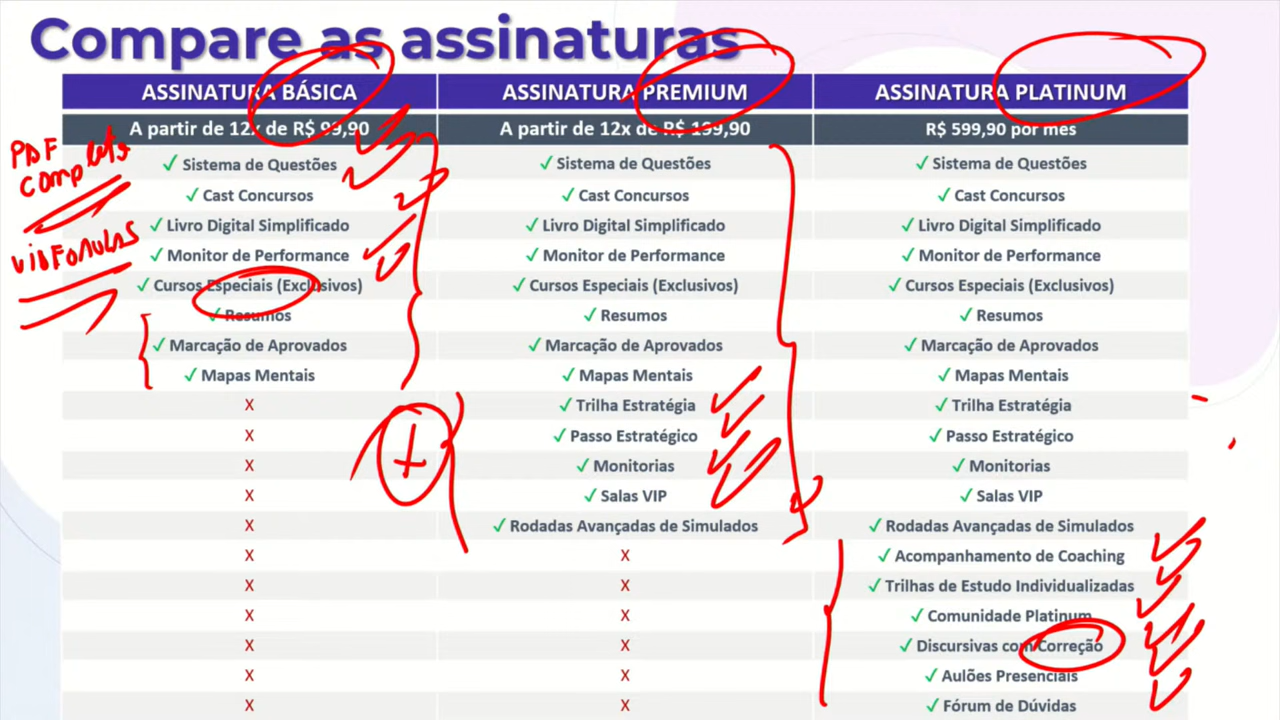 Compare as assinaturas
ASSINATURA BÁSICA ASSINATURA PREMIUM ASSINATURA PLATINUM
A partir de 12x de R$ 99,90 A partir de 12x de R$ 199,90 R$ 599,90 por mês
PDF
Completo
✓ Sistema de Questões ✓ Sistema de Questões ✓ Sistema de Questões
✓ Cast Concursos ✓ Cast Concursos ✓ Cast Concursos
✓ Livro Digital Simplificado ✓ Livro Digital Simplificado ✓ Livro Digital Simplificado
✓ Monitor de Performance ✓ Monitor de Performance ✓ Monitor de Performance
✓ Cursos Especiais (Exclusivos) ✓ Cursos Especiais (Exclusivos) ✓ Cursos Especiais (Exclusivos)
✓ Resumos ✓ Resumos ✓ Resumos
✓ Marcação de Aprovados ✓ Marcação de Aprovados ✓ Marcação de Aprovados
✓ Mapas Mentais ✓ Mapas Mentais ✓ Mapas Mentais
X ✓ Trilha Estratégia ✓ Trilha Estratégia
X ✓ Passo Estratégico ✓ Passo Estratégico
+
X ✓ Monitorias ✓ Monitorias
X ✓ Salas VIP ✓ Salas VIP
X ✓ Rodadas Avançadas de Simulados ✓ Rodadas Avançadas de Simulados
X X ✓ Acompanhamento de Coaching
X X ✓ Trilhas de Estudo Individualizadas
X X ✓ Comunidade Platinum
X X ✓ Discursivas com Correção
X X ✓ Aulões Presenciais
X X ✓ Fórum de Dúvidas